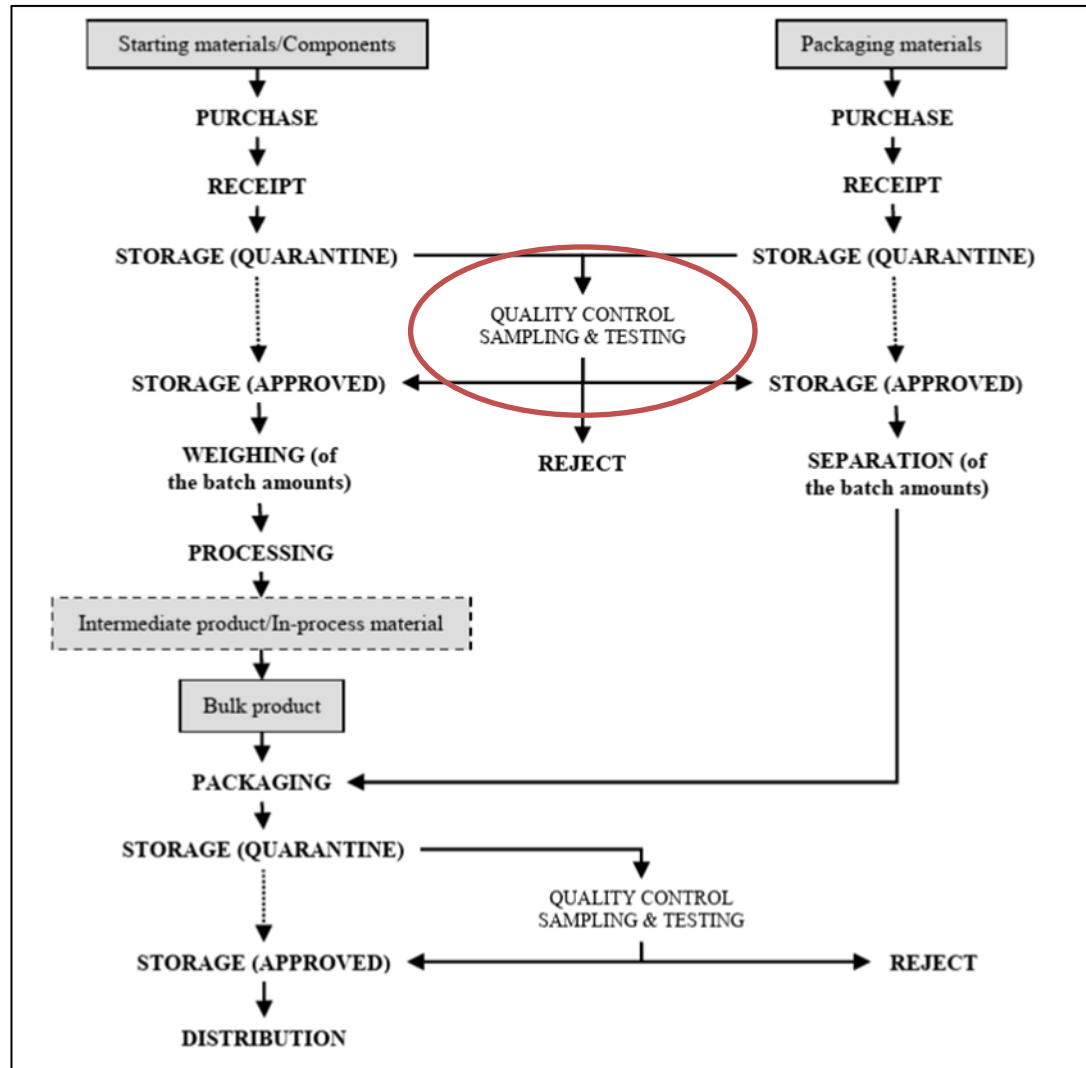 Starting materials/Components
Packaging materials
PURCHASE
PURCHASE
RECEIPT
RECEIPT
STORAGE (QUARANTINE)
STORAGE (QUARANTINE)
QUALITY CONTROL
SAMPLING & TESTING
STORAGE (APPROVED)
STORAGE (APPROVED)
WEIGHING (of
the batch amounts)
REJECT
SEPARATION (of
the batch amounts)
PROCESSING
Intermediate product/In-process material
Bulk product
PACKAGING
STORAGE (QUARANTINE)
QUALITY CONTROL
SAMPLING & TESTING
STORAGE (APPROVED)
REJECT
DISTRIBUTION